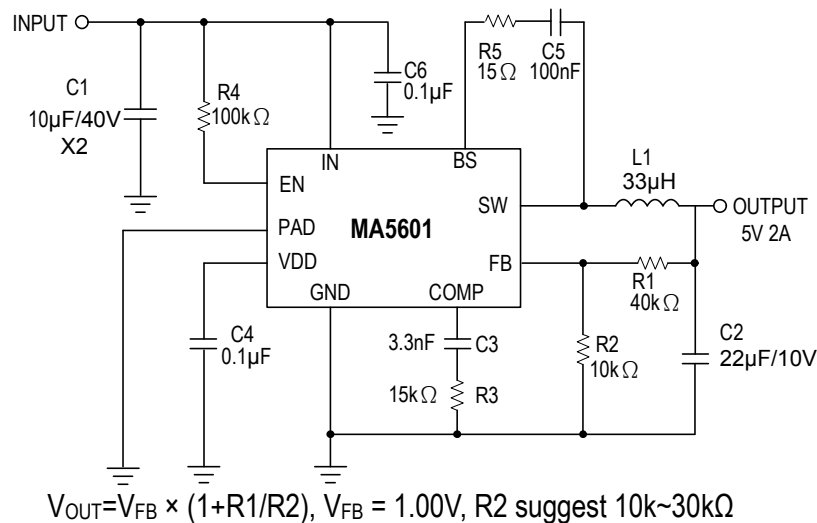 INPUT
C1
10µF/40V
X2
R4
100kΩ
C6
0.1µF
R5
15Ω
C5
100nF
IN
BS
EN
PAD
VDD
GND
COMP
SW
FB
MA5601
L1
33µH
OUTPUT
5V 2A
R1
40kΩ
C4
0.1µF
3.3nF
C3
15kΩ
R3
R2
10kΩ
C2
22µF/10V
VOUT=VFB × (1+R1/R2), VFB = 1.00V, R2 suggest 10k~30kΩ